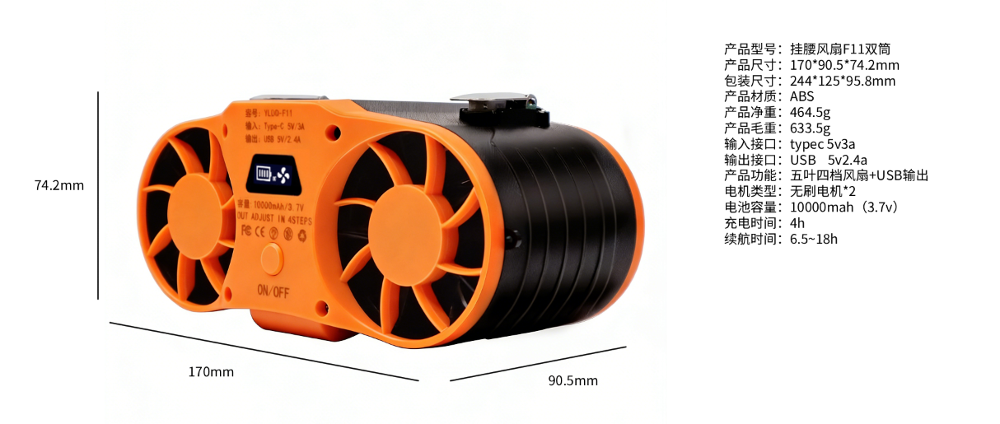 产品型号：挂腰风扇F11双筒
产品尺寸：170*90.5*74.2mm
包装尺寸：244*125*95.8mm
产品材质：ABS
产品净重：464.5g
产品毛重：633.5g
输入接口：typec 5v3a
输出接口：USB 5v2.4a
产品功能：五叶四档风扇+USB输出
电机类型：无刷电机*2
电池容量：10000mah（3.7v）
充电时间：4h
续航时间：6.5~18h
型号：YLDQ-F11
输入：Type-C 5V/3A
输出：USB 5V/2.4A
容量：10000mAh/3.7V
OUT ADJUST IN 4STEPS
FC CE
ON/OFF
74.2mm
170mm
90.5mm